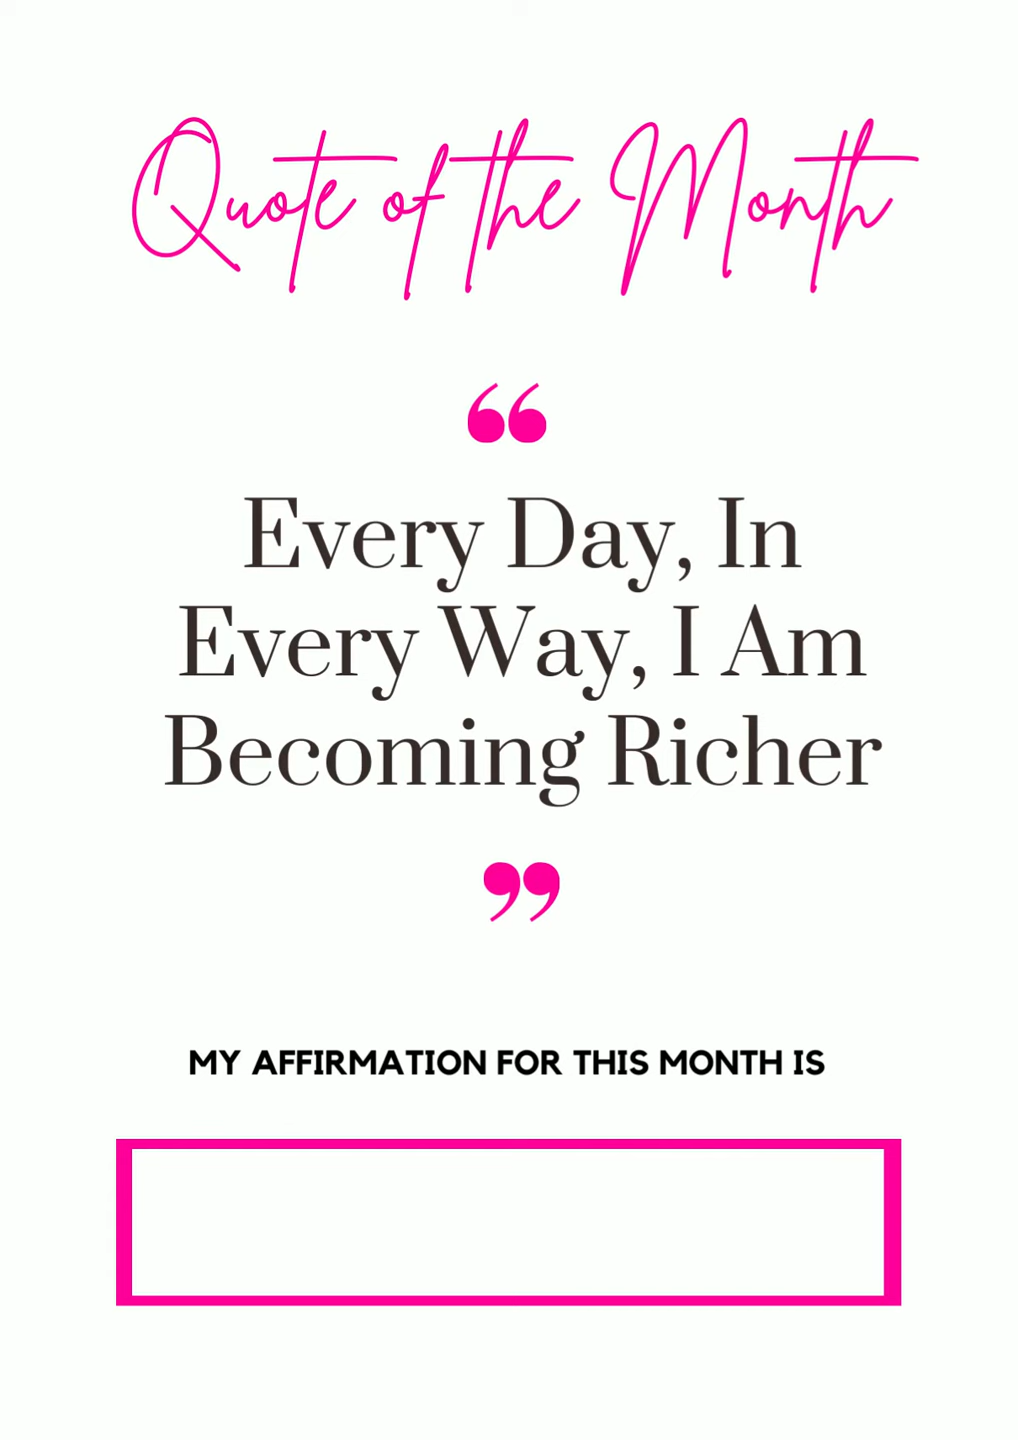 Quote of the Month
“
Every Day, In
Every Way, I Am
Becoming Richer
”
MY AFFIRMATION FOR THIS MONTH IS